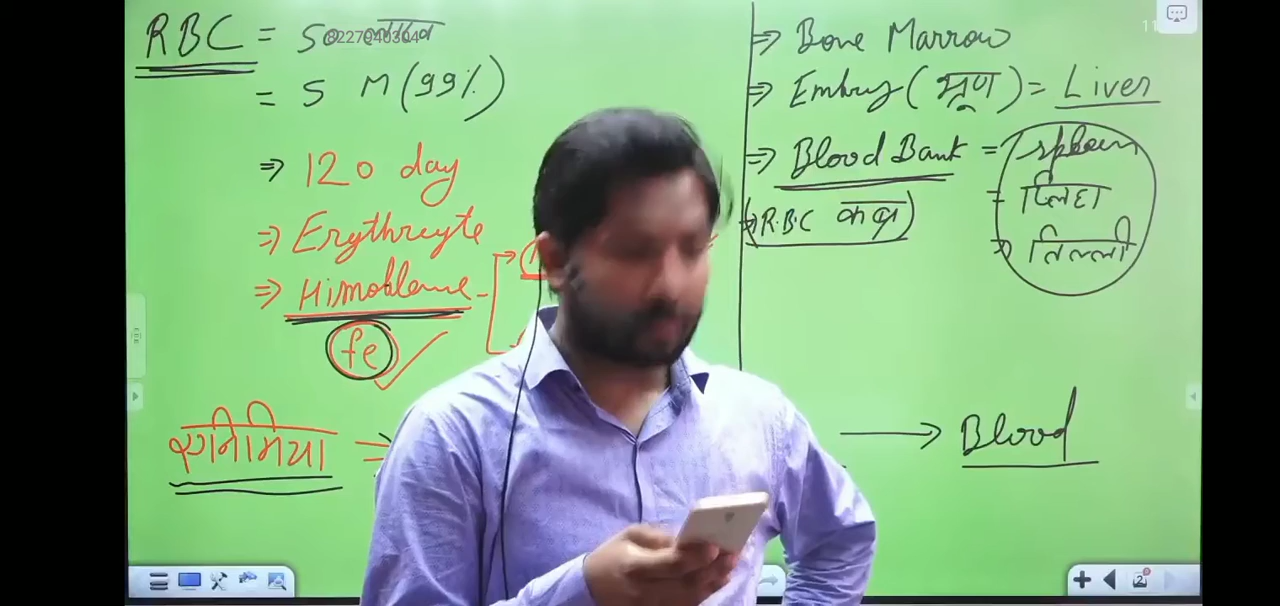 RBC = 50 लाख
= 5 M (99%)
⇒ 120 day
⇒ Erythrcyte
⇒ Himoblome
fe
एनिमिया ⇒
⇒ Bone Marrow
⇒ Embry (भ्रूण) = Liver
⇒ Blood Bank = spleen
= प्लिहा
⇒ R.B.C कब्र
⇒ तिल्ली
→ Blood